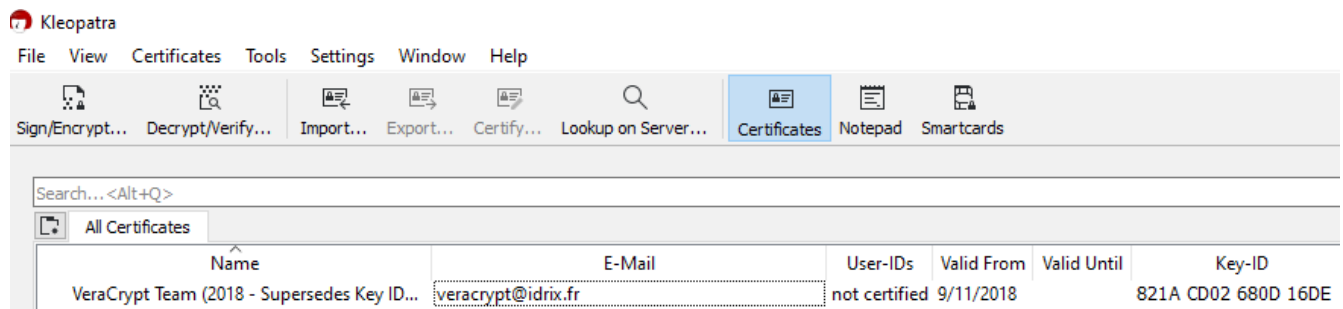 Kleopatra
File View Certificates Tools Settings Window Help
Sign/Encrypt... Decrypt/Verify... Import... Export... Certify... Lookup on Server... Certificates Notepad Smartcards
Search...<Alt+Q>
All Certificates
Name E-Mail User-IDs Valid From Valid Until Key-ID
VeraCrypt Team (2018 - Supersedes Key ID... veracrypt@idrix.fr not certified 9/11/2018 821A CD02 680D 16DE